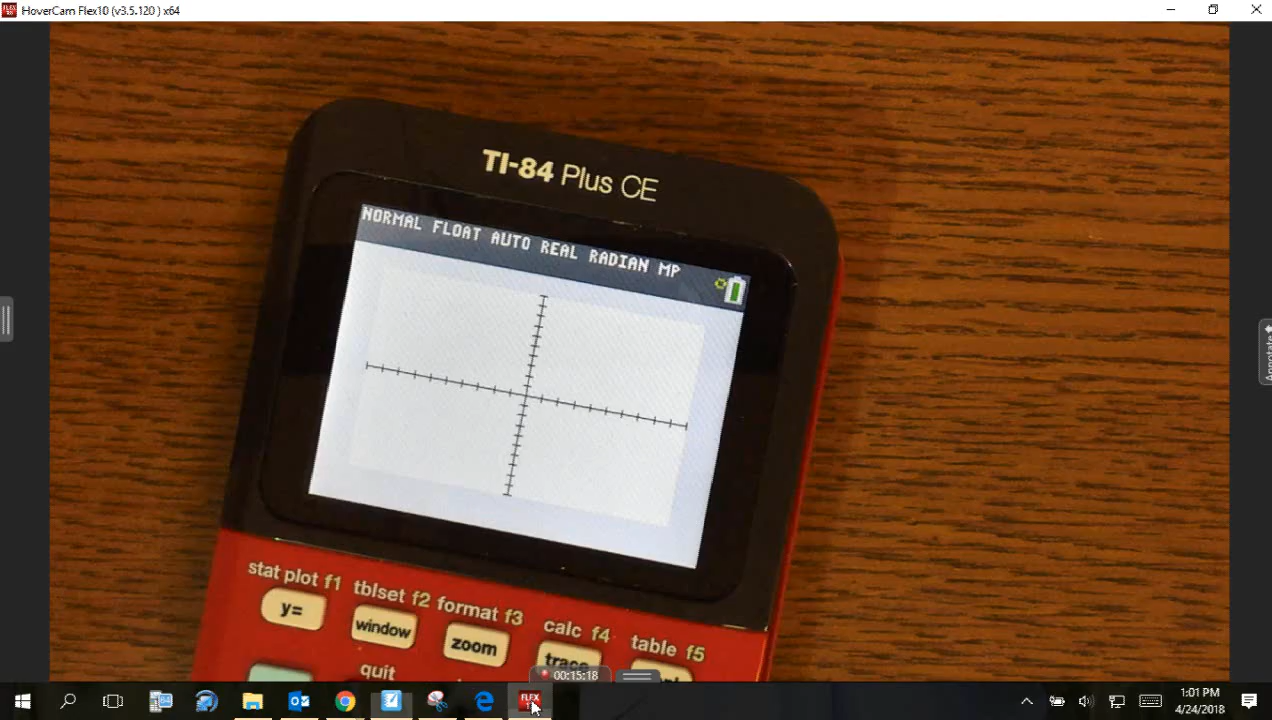 HoverCam Flex10 (v3.5.120 ) x64
TI-84 Plus CE
NORMAL FLOAT AUTO REAL RADIAN MP
stat plot f1 tblset f2 format f3 calc f4 table f5
y= window zoom trace
quit
00:15:18
Annotate
FLEX
1:01 PM
4/24/2018